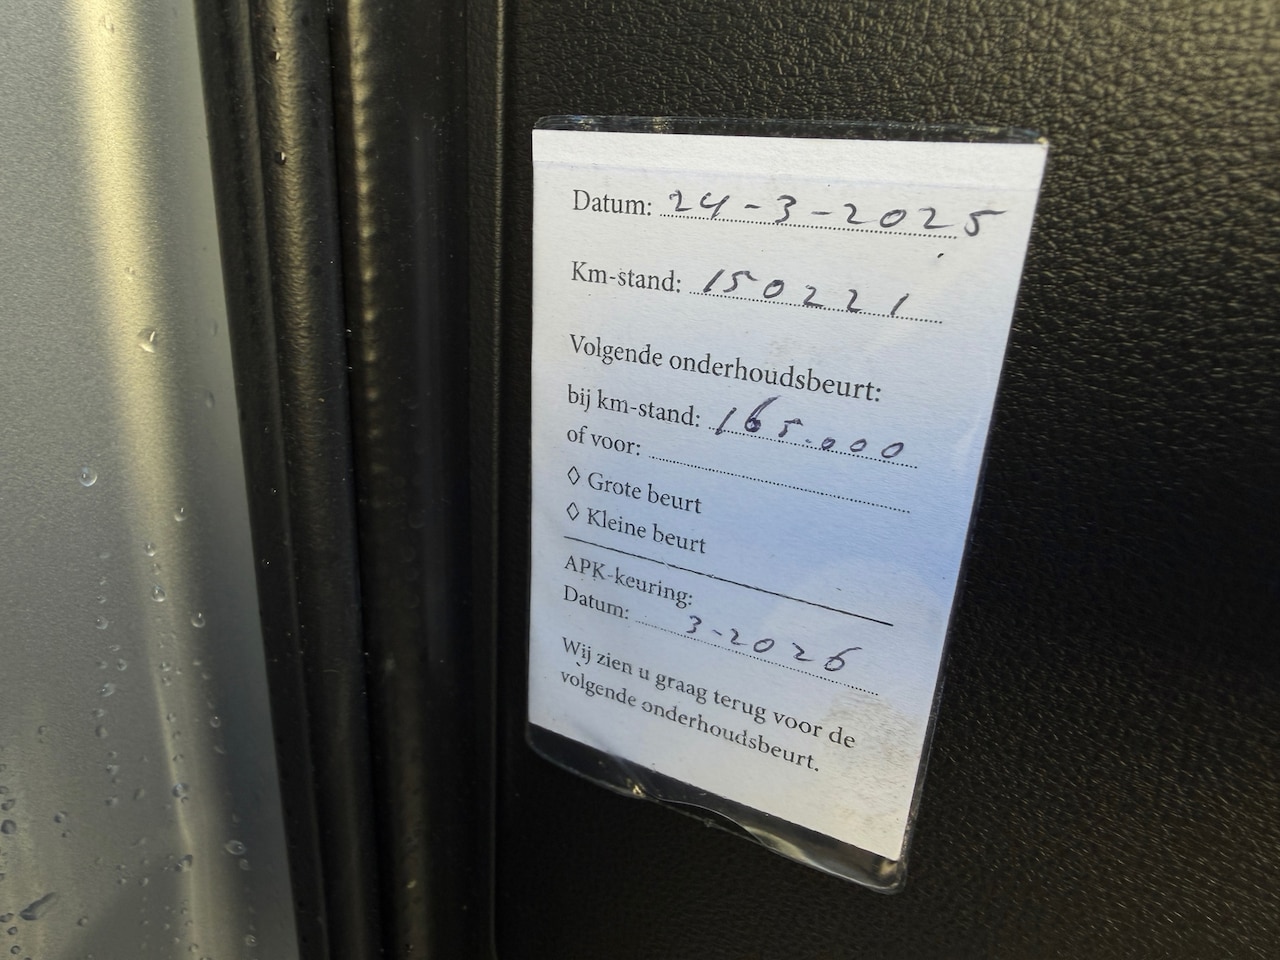 Datum: 24-3-2025
Km-stand: 150221
Volgende onderhoudsbeurt:
bij km-stand: 165.000
of voor:
◊ Grote beurt
◊ Kleine beurt
APK-keuring:
Datum: 3-2026
Wij zien u graag terug voor de
volgende onderhoudsbeurt.